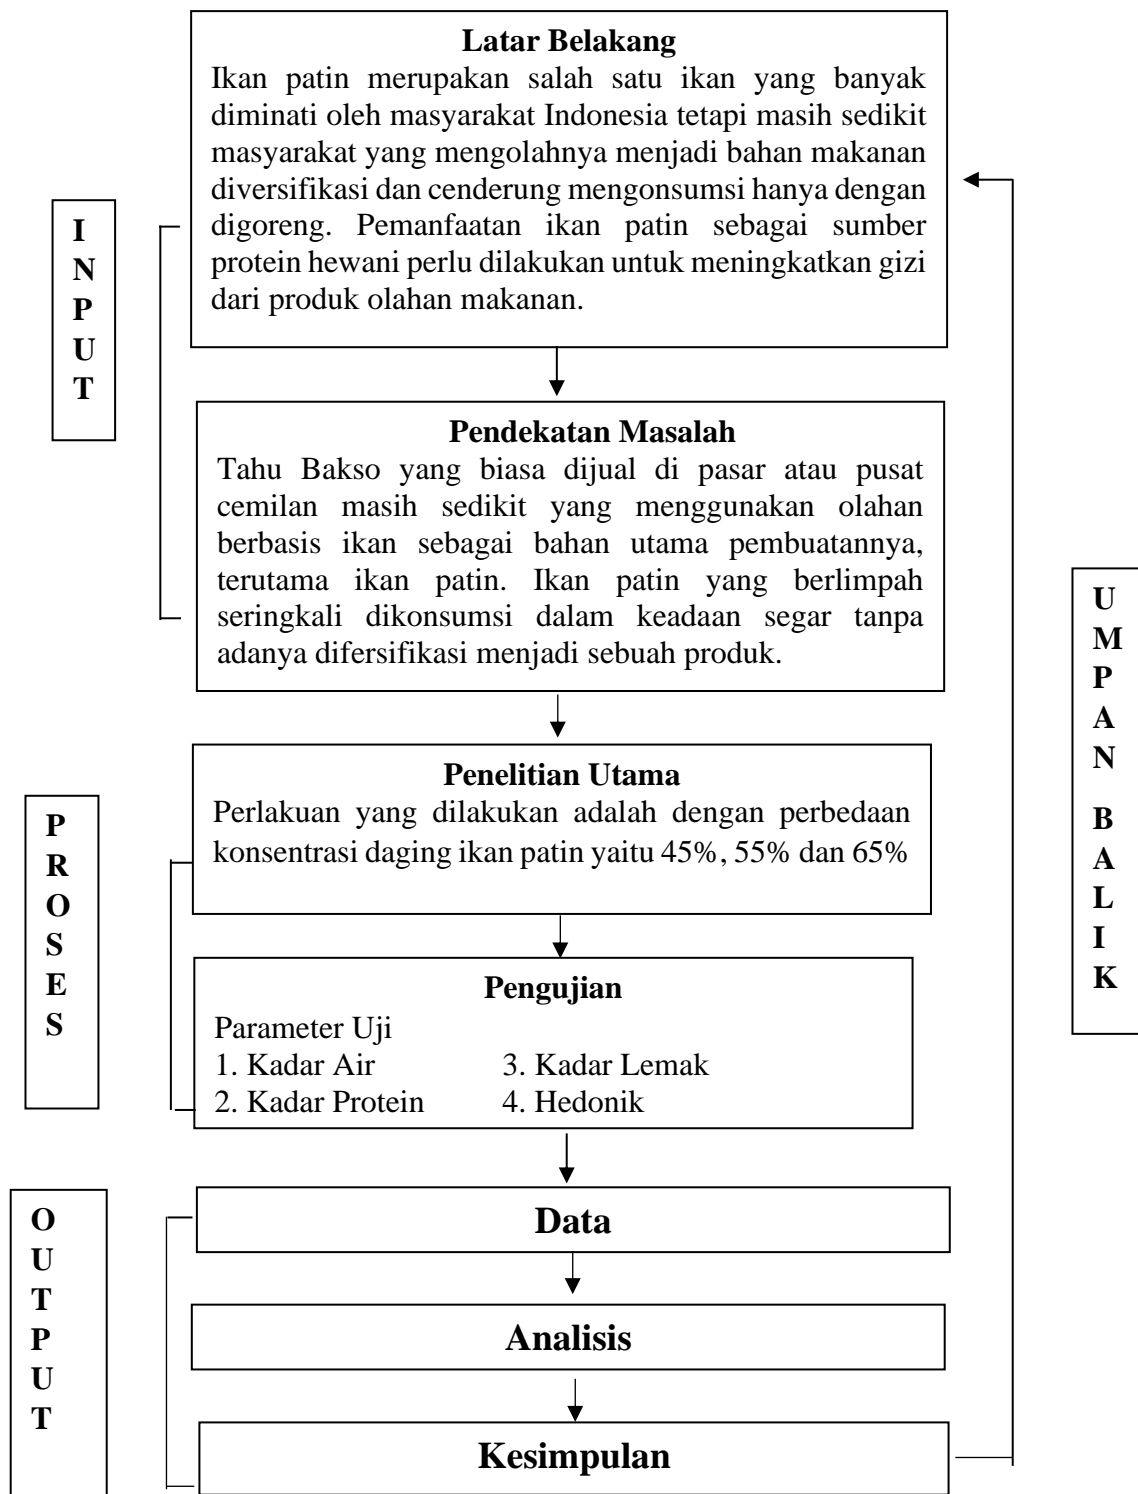 Latar Belakang
Ikan patin merupakan salah satu ikan yang banyak
diminati oleh masyarakat Indonesia tetapi masih sedikit
masyarakat yang mengolahnya menjadi bahan makanan
diversifikasi dan cenderung mengonsumsi hanya dengan
digoreng. Pemanfaatan ikan patin sebagai sumber
protein hewani perlu dilakukan untuk meningkatkan gizi
dari produk olahan makanan.
I
N
P
U
T
Pendekatan Masalah
Tahu Bakso yang biasa dijual di pasar atau pusat
cemilan masih sedikit yang menggunakan olahan
berbasis ikan sebagai bahan utama pembuatannya,
terutama ikan patin. Ikan patin yang berlimpah
seringkali dikonsumsi dalam keadaan segar tanpa
adanya difersifikasi menjadi sebuah produk.
Penelitian Utama
Perlakuan yang dilakukan adalah dengan perbedaan
konsentrasi daging ikan patin yaitu 45%, 55% dan 65%
P
R
O
S
E
S
Pengujian
Parameter Uji
1. Kadar Air 3. Kadar Lemak
2. Kadar Protein 4. Hedonik
U
M
P
A
N
B
A
L
I
K
Data
O
U
T
P
U
T
Analisis
Kesimpulan